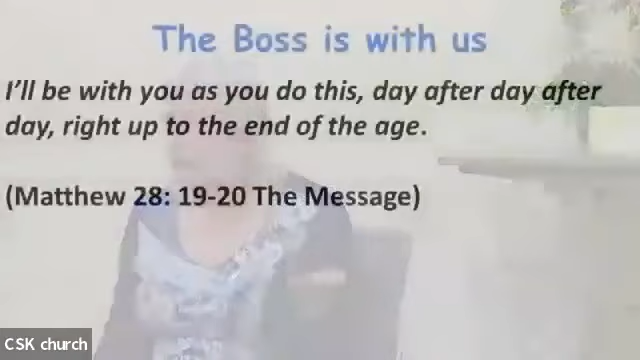 The Boss is with us
I'll be with you as you do this, day after day after
day, right up to the end of the age.
(Matthew 28: 19-20 The Message)
CSK church